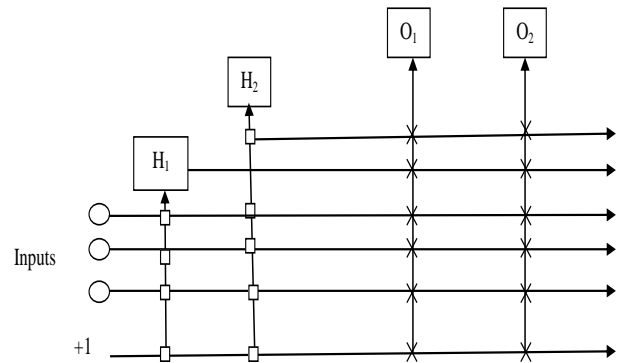 O₁
O₂
H₂
H₁
Inputs
+1